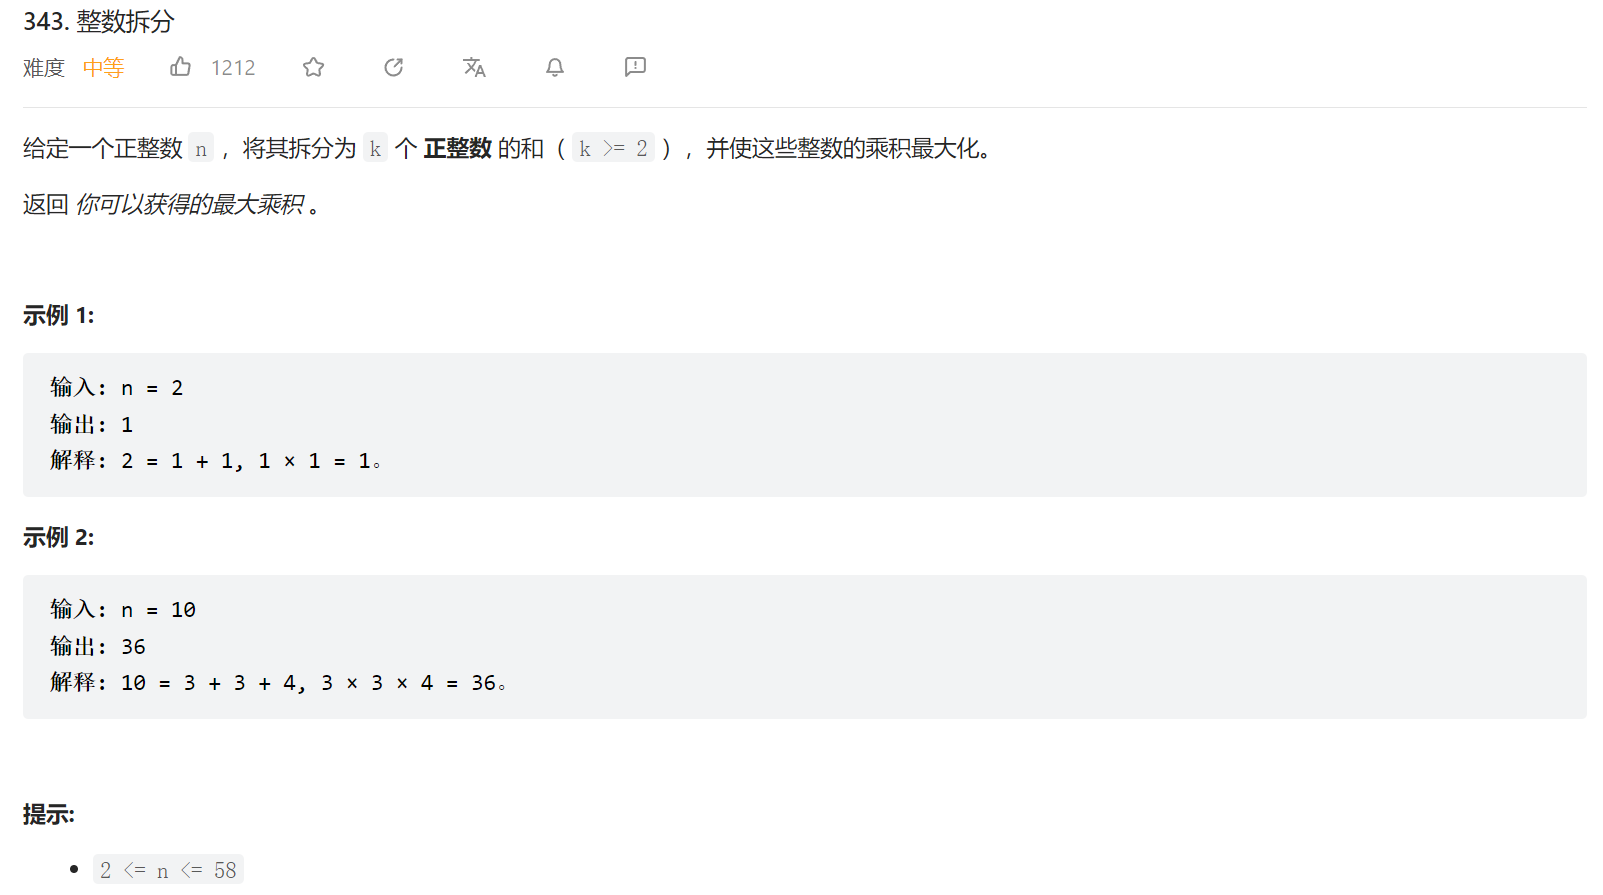 343. 整数拆分
难度 中等 1212
给定一个正整数 n ，将其拆分为 k 个 正整数 的和（ k >= 2 ），并使这些整数的乘积最大化。
返回 你可以获得的最大乘积 。
示例 1:
输入: n = 2
输出: 1
解释: 2 = 1 + 1, 1 × 1 = 1。
示例 2:
输入: n = 10
输出: 36
解释: 10 = 3 + 3 + 4, 3 × 3 × 4 = 36。
提示:
• 2 <= n <= 58